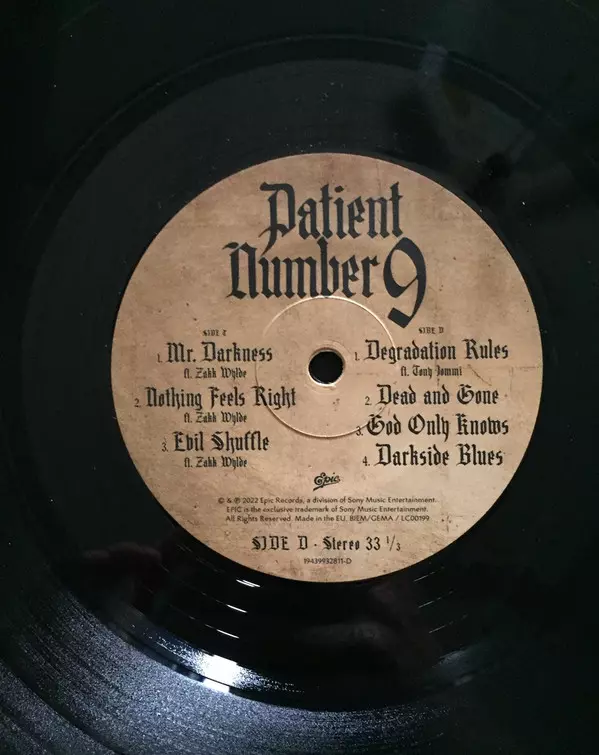 Patient
Number 9
SIDE C
1. Mr. Darkness
ft. Zakk Wylde
2. Nothing Feels Right
ft. Zakk Wylde
3. Evil Shuffle
ft. Zakk Wylde
SIDE D
1. Degradation Rules
ft. Tony Iommi
2. Dead and Gone
3. God Only Knows
4. Darkside Blues
Epic
© & ℗ 2022 Epic Records, a division of Sony Music Entertainment.
EPIC is the exclusive trademark of Sony Music Entertainment.
All Rights Reserved. Made in the EU. BIEM/GEMA / LC00199
SIDE D - Stereo 33 1/3
19439932811-D